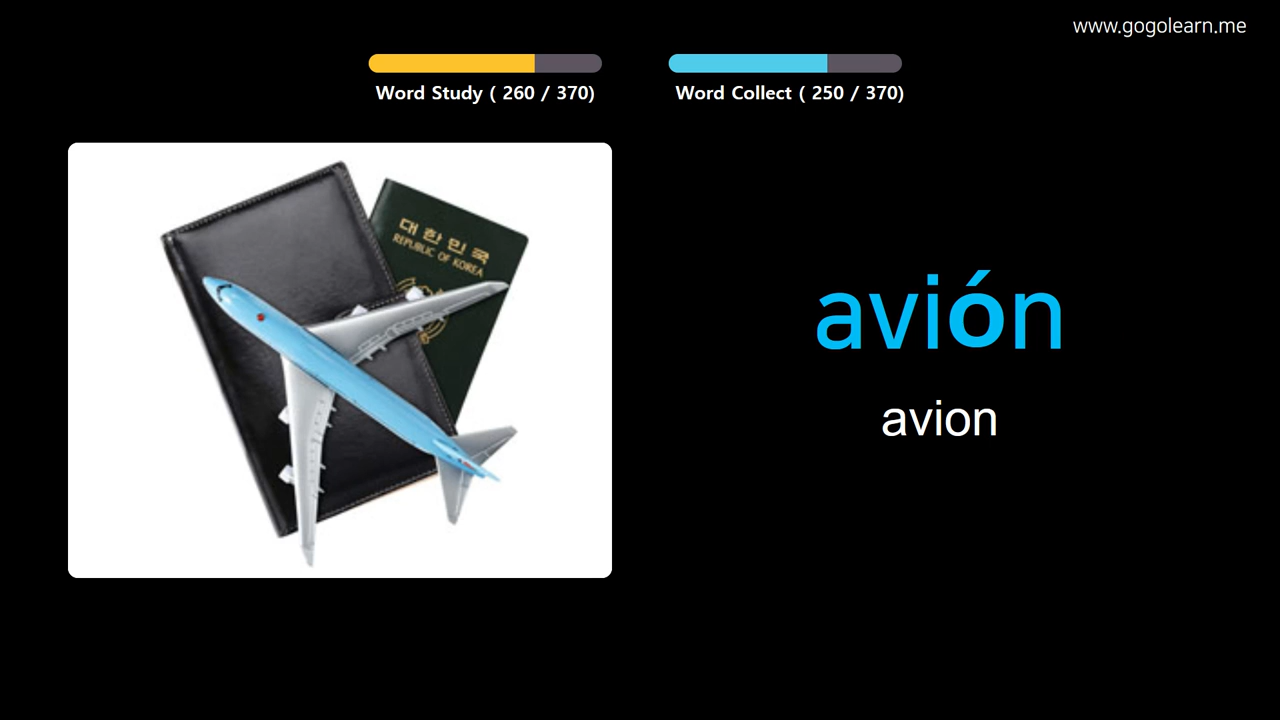 www.gogolearn.me
Word Study ( 260 / 370)
Word Collect ( 250 / 370)
대한민국
REPUBLIC OF KOREA
avión
avion